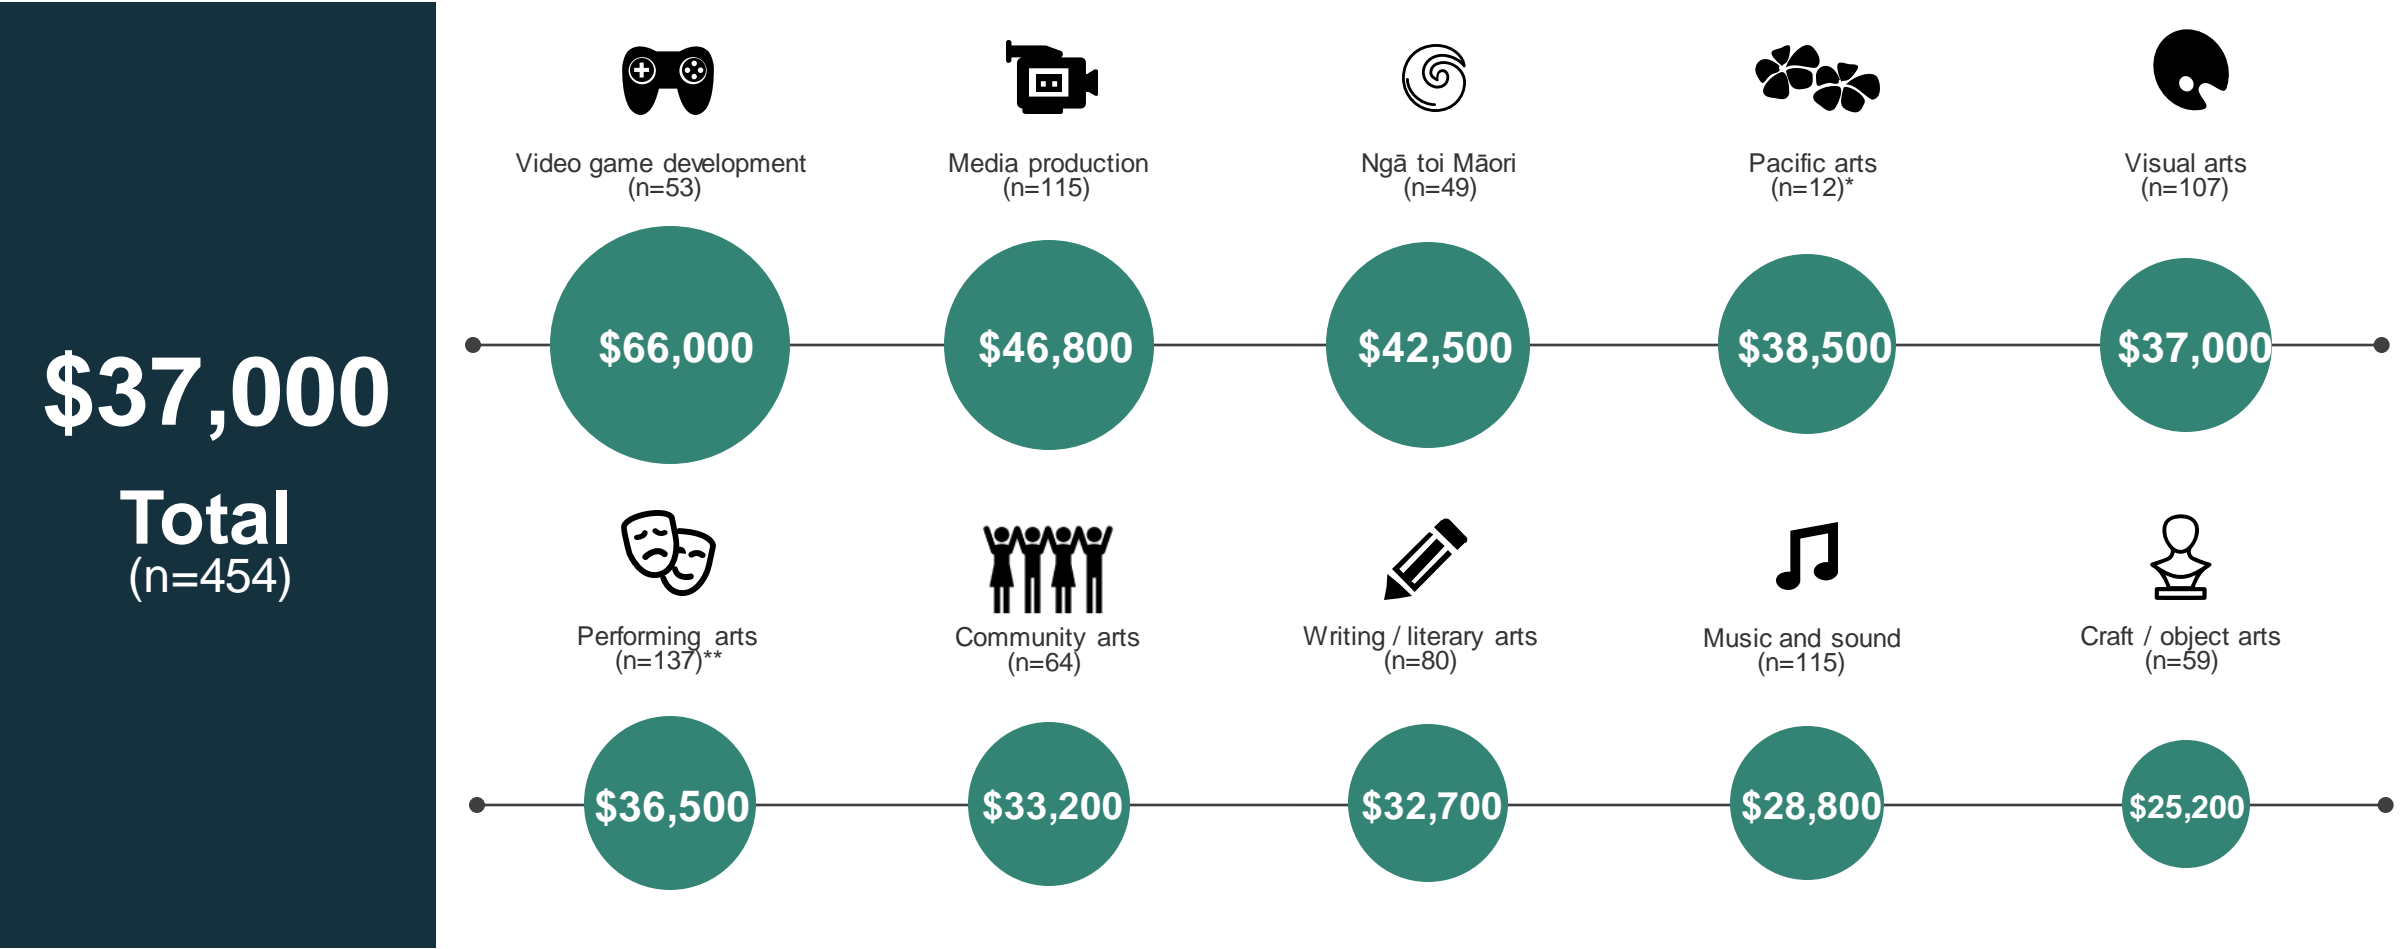 $37,000
Total
(n=454)
Video game development
(n=53)
Media production
(n=115)
Ngā toi Māori
(n=49)
Pacific arts
(n=12)*
Visual arts
(n=107)
$66,000
$46,800
$42,500
$38,500
$37,000
Performing arts
(n=137)**
Community arts
(n=64)
Writing / literary arts
(n=80)
Music and sound
(n=115)
Craft / object arts
(n=59)
$36,500
$33,200
$32,700
$28,800
$25,200